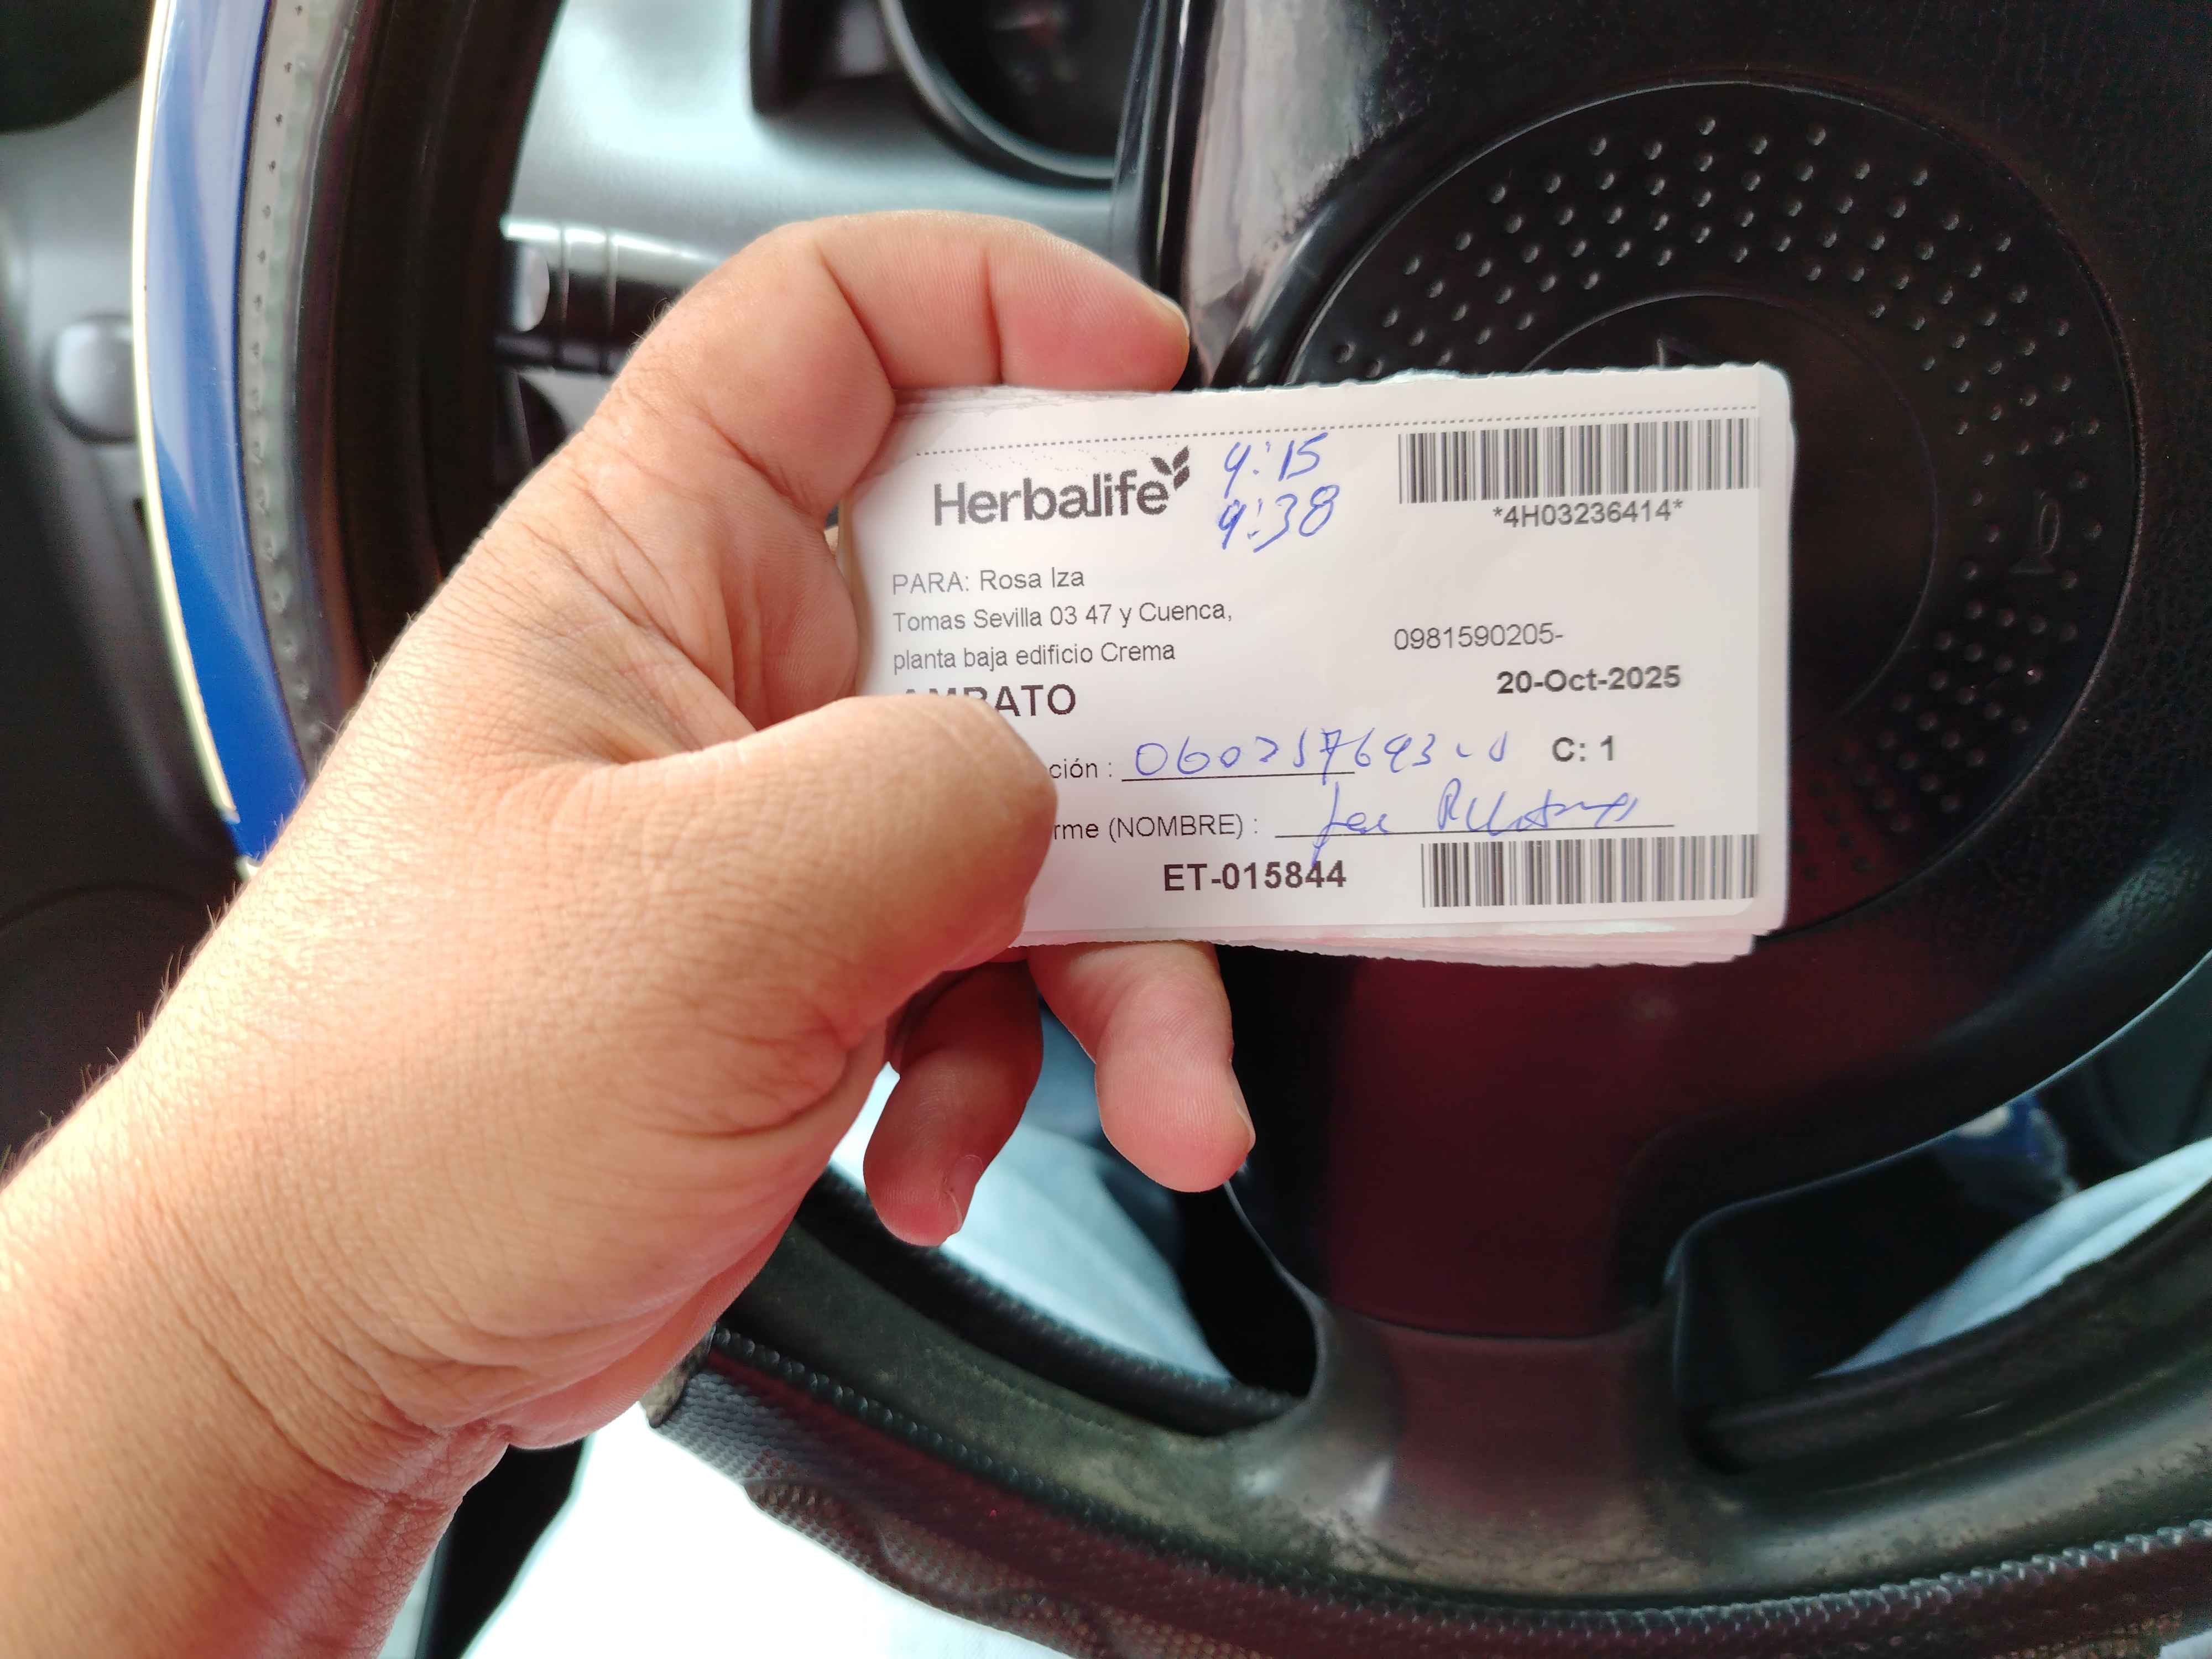 Herbalife
9:15
9:38
*4H03236414*
PARA: Rosa Iza
Tomas Sevilla 03 47 y Cuenca,
planta baja edificio Crema
0981590205-
AMBATO
20-Oct-2025
ción :
C: 1
rme (NOMBRE) :
ET-015844